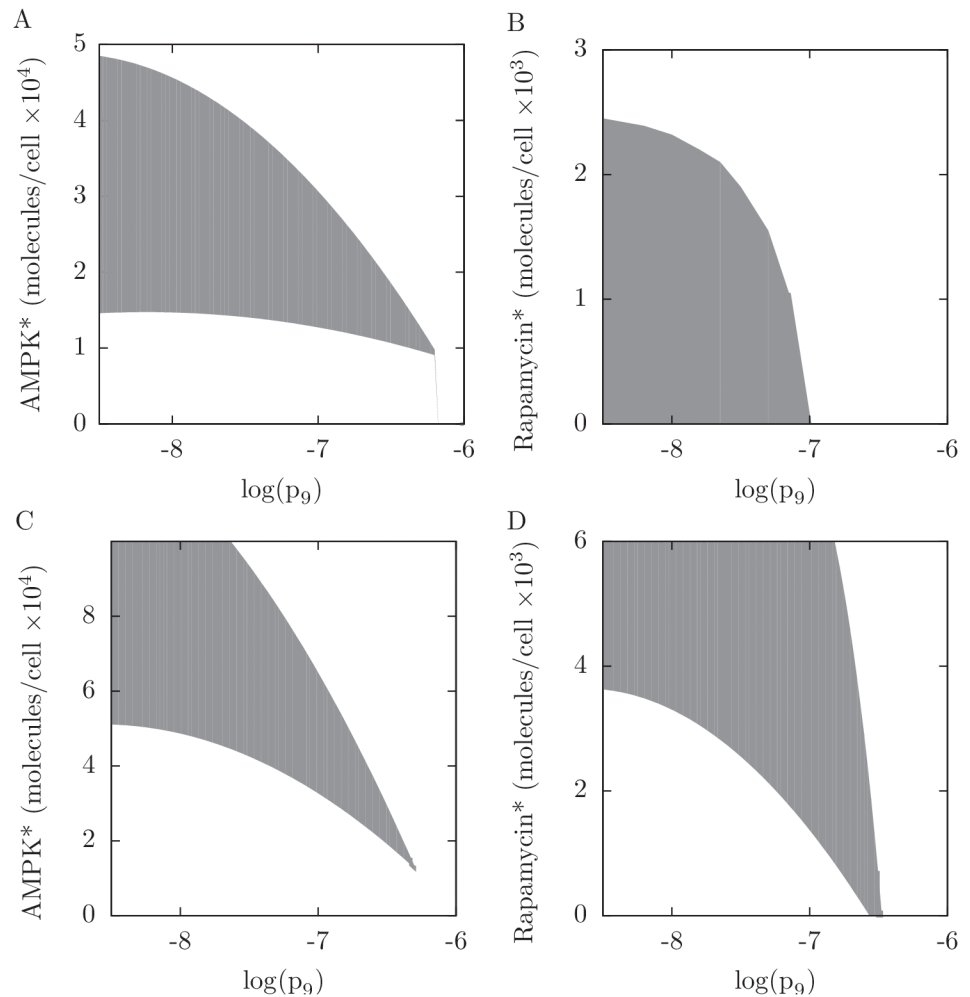 A
AMPK* (molecules/cell ×10⁴)
5
4
3
2
1
0
-8
-7
-6
log(p₉)
B
Rapamycin* (molecules/cell ×10³)
3
2
1
0
-8
-7
-6
log(p₉)
C
AMPK* (molecules/cell ×10⁴)
8
6
4
2
0
-8
-7
-6
log(p₉)
D
Rapamycin* (molecules/cell ×10³)
6
4
2
0
-8
-7
-6
log(p₉)